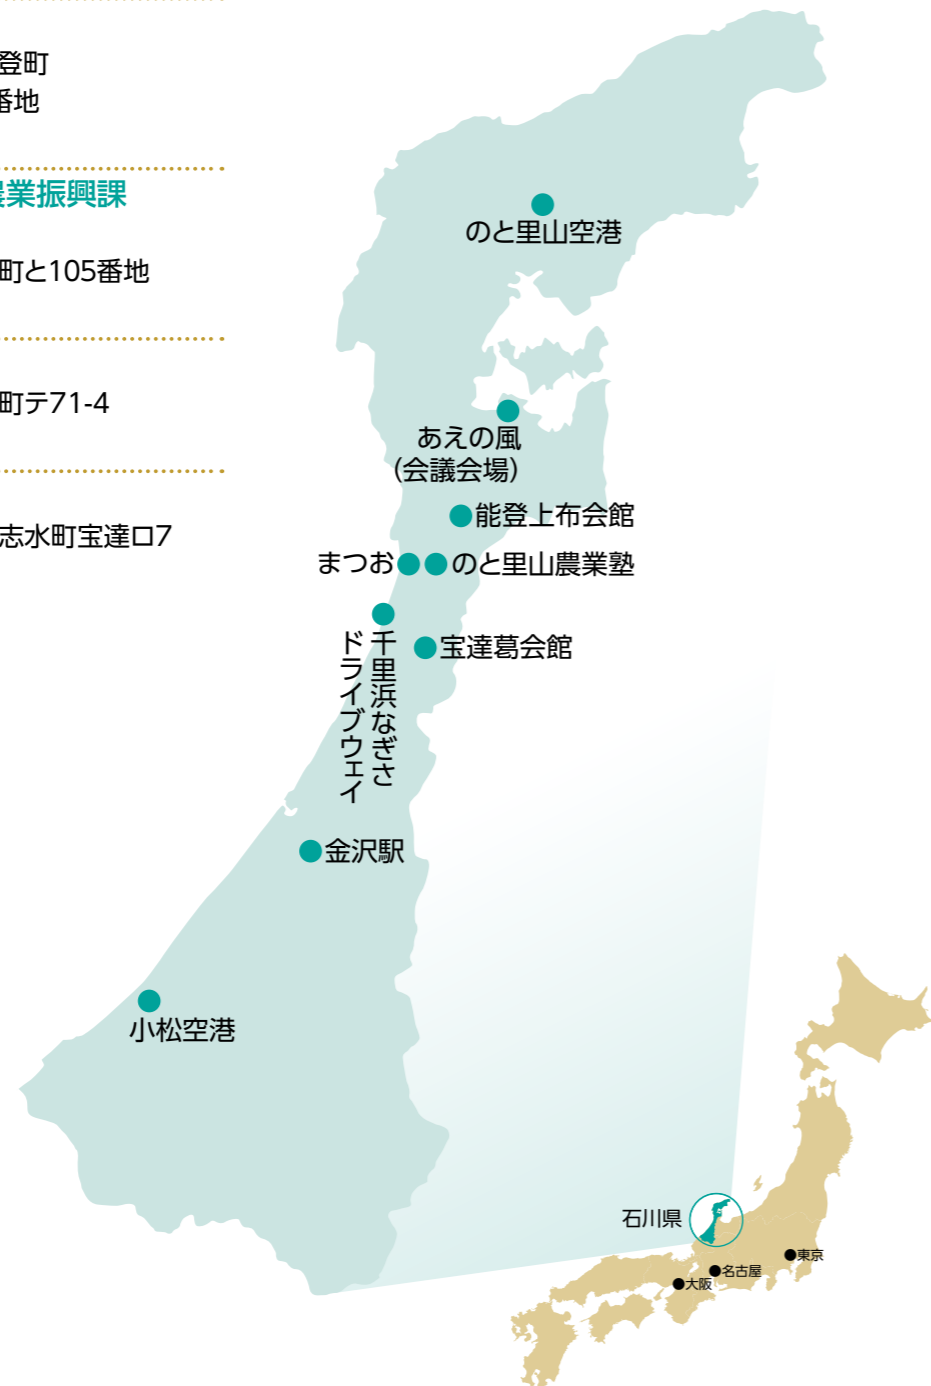 登町
番地
農業振興課
町と105番地
町テ71-4
志水町宝達ロ7
のと里山空港
あえの風
（会議会場）
能登上布会館
まつお
のと里山農業塾
千里浜なぎさ
ドライブウェイ
宝達葛会館
金沢駅
小松空港
石川県
東京
名古屋
大阪